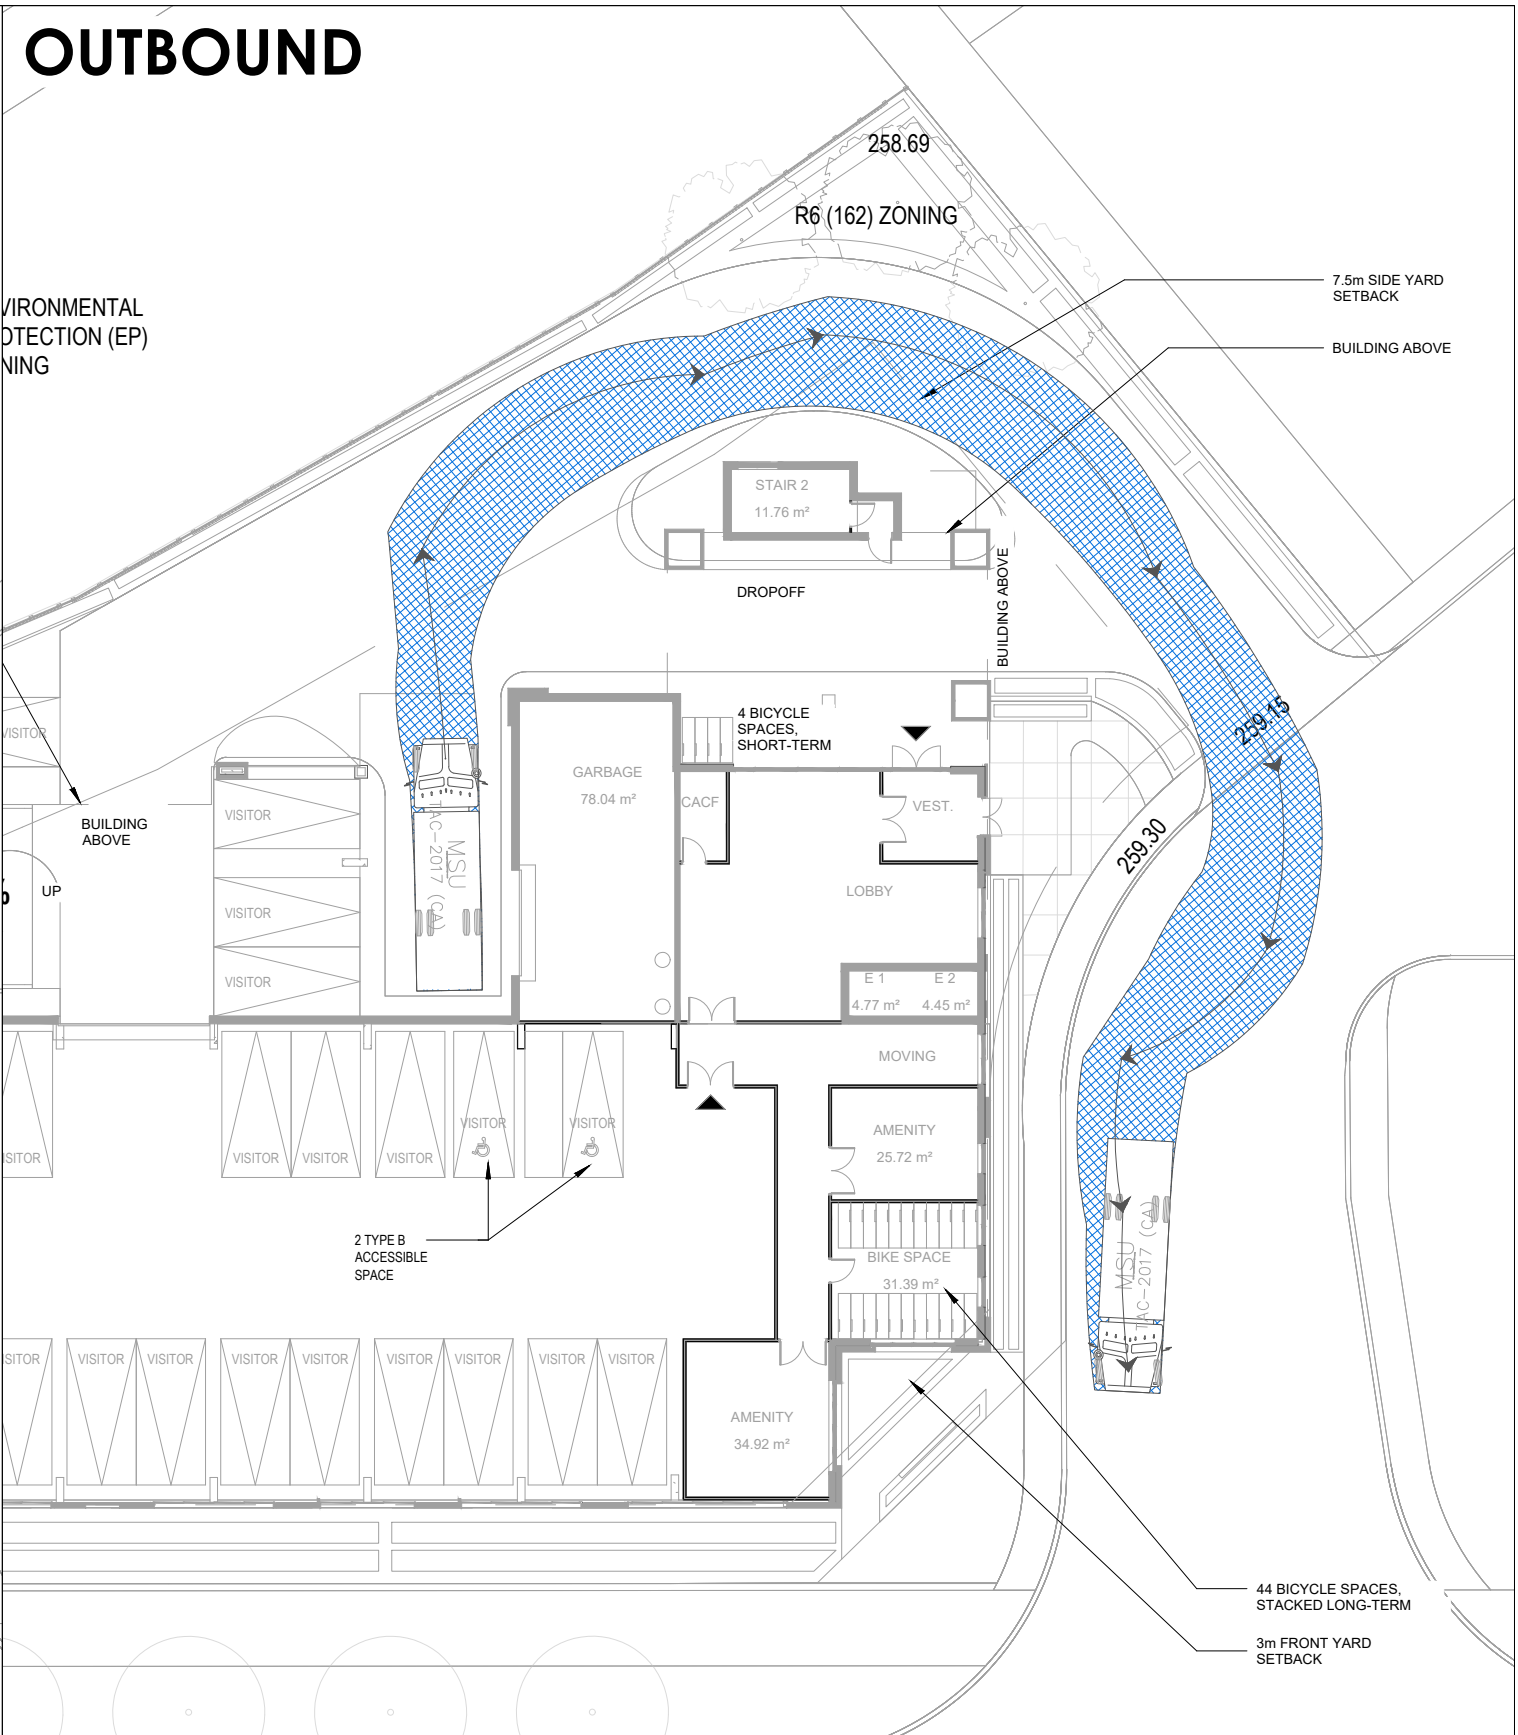 OUTBOUND
258.69
R6 (162) ZONING
7.5m SIDE YARD
SETBACK
BUILDING ABOVE
VIRONMENTAL
OTECTION (EP)
NING
STAIR 2
11.76 m²
DROPOFF
BUILDING ABOVE
259.15
VISITOR
4 BICYCLE
SPACES,
SHORT-TERM
GARBAGE
78.04 m²
CACF
VEST.
BUILDING
ABOVE
VISITOR
MSU
TAC-2017 (CA)
259.30
UP
LOBBY
VISITOR
VISITOR
E 1
4.77 m²
E 2
4.45 m²
MOVING
AMENITY
25.72 m²
VISITOR
VISITOR
ISITOR
VISITOR
VISITOR
VISITOR
2 TYPE B
ACCESSIBLE
SPACE
BIKE SPACE
31.39 m²
MSU
TAC-2017 (CA)
ISITOR
VISITOR
VISITOR
VISITOR
VISITOR
VISITOR
VISITOR
VISITOR
VISITOR
AMENITY
34.92 m²
44 BICYCLE SPACES,
STACKED LONG-TERM
3m FRONT YARD
SETBACK